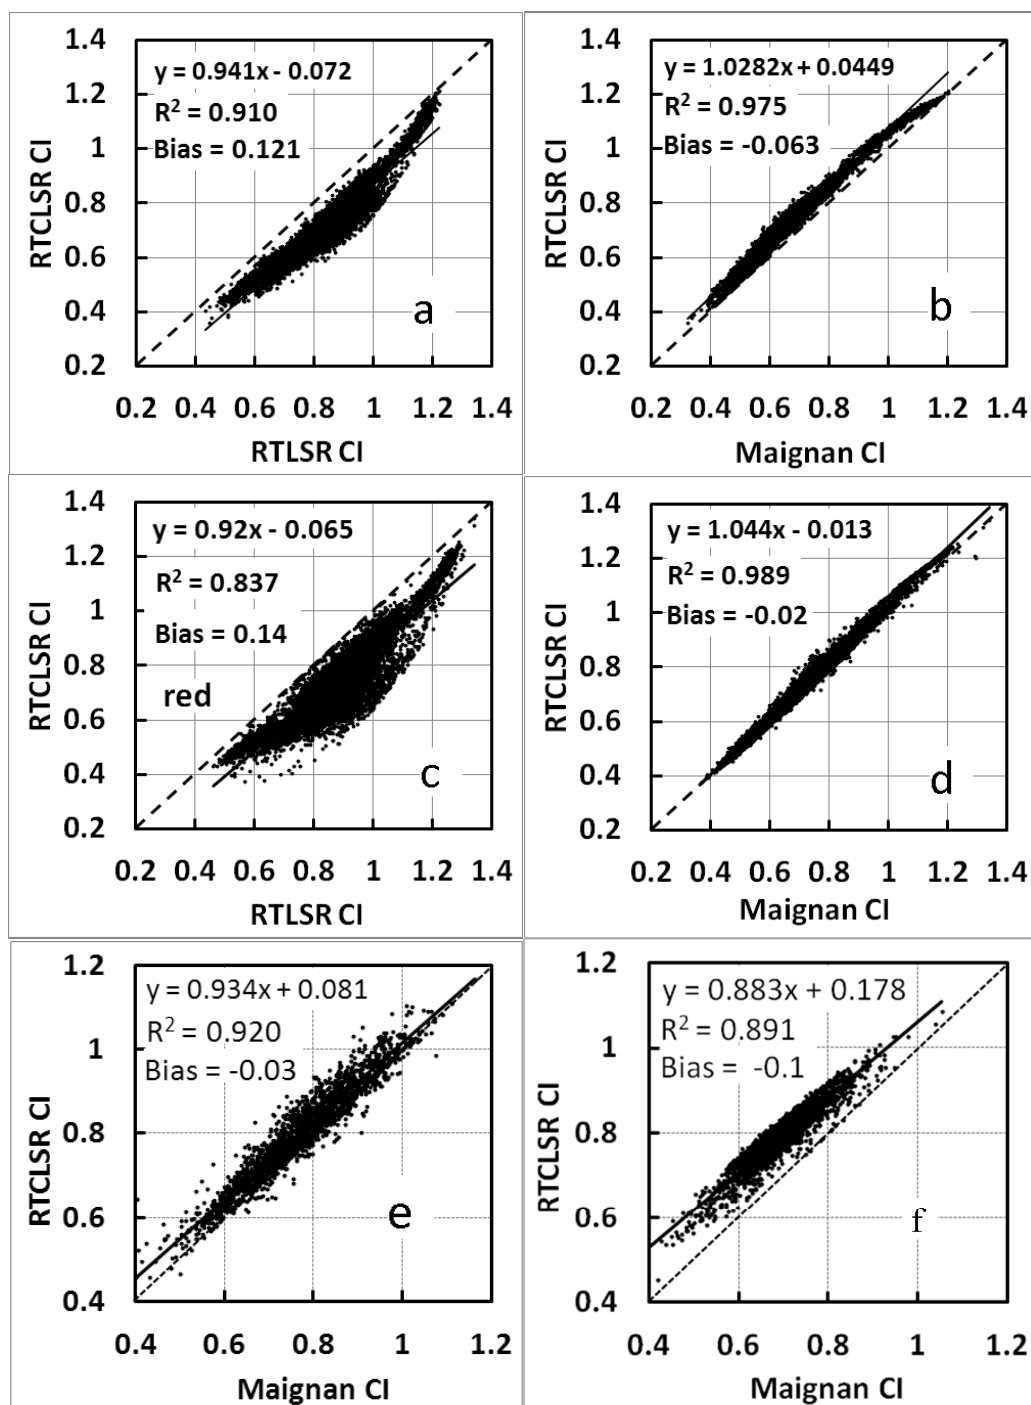 1.4
y = 0.941x - 0.072
1.2
R² = 0.910
1
Bias = 0.121
0.8
0.6
0.4
a
0.2
0.2 0.4 0.6 0.8 1 1.2 1.4
RTCLSR CI
RTLSR CI
1.4
y = 1.0282x + 0.0449
1.2
R² = 0.975
1
Bias = -0.063
0.8
0.6
0.4
b
0.2
0.2 0.4 0.6 0.8 1 1.2 1.4
RTCLSR CI
Maignan CI
1.4
y = 0.92x - 0.065
1.2
R² = 0.837
1
Bias = 0.14
0.8
red
0.6
0.4
c
0.2
0.2 0.4 0.6 0.8 1 1.2 1.4
RTCLSR CI
RTLSR CI
1.4
y = 1.044x - 0.013
1.2
R² = 0.989
1
Bias = -0.02
0.8
0.6
0.4
d
0.2
0.2 0.4 0.6 0.8 1 1.2 1.4
RTCLSR CI
Maignan CI
1.2
y = 0.934x + 0.081
R² = 0.920
1
Bias = -0.03
0.8
0.6
e
0.4
0.4 0.6 0.8 1 1.2
RTCLSR CI
Maignan CI
1.2
y = 0.883x + 0.178
R² = 0.891
1
Bias = -0.1
0.8
0.6
f
0.4
0.4 0.6 0.8 1 1.2
RTCLSR CI
Maignan CI